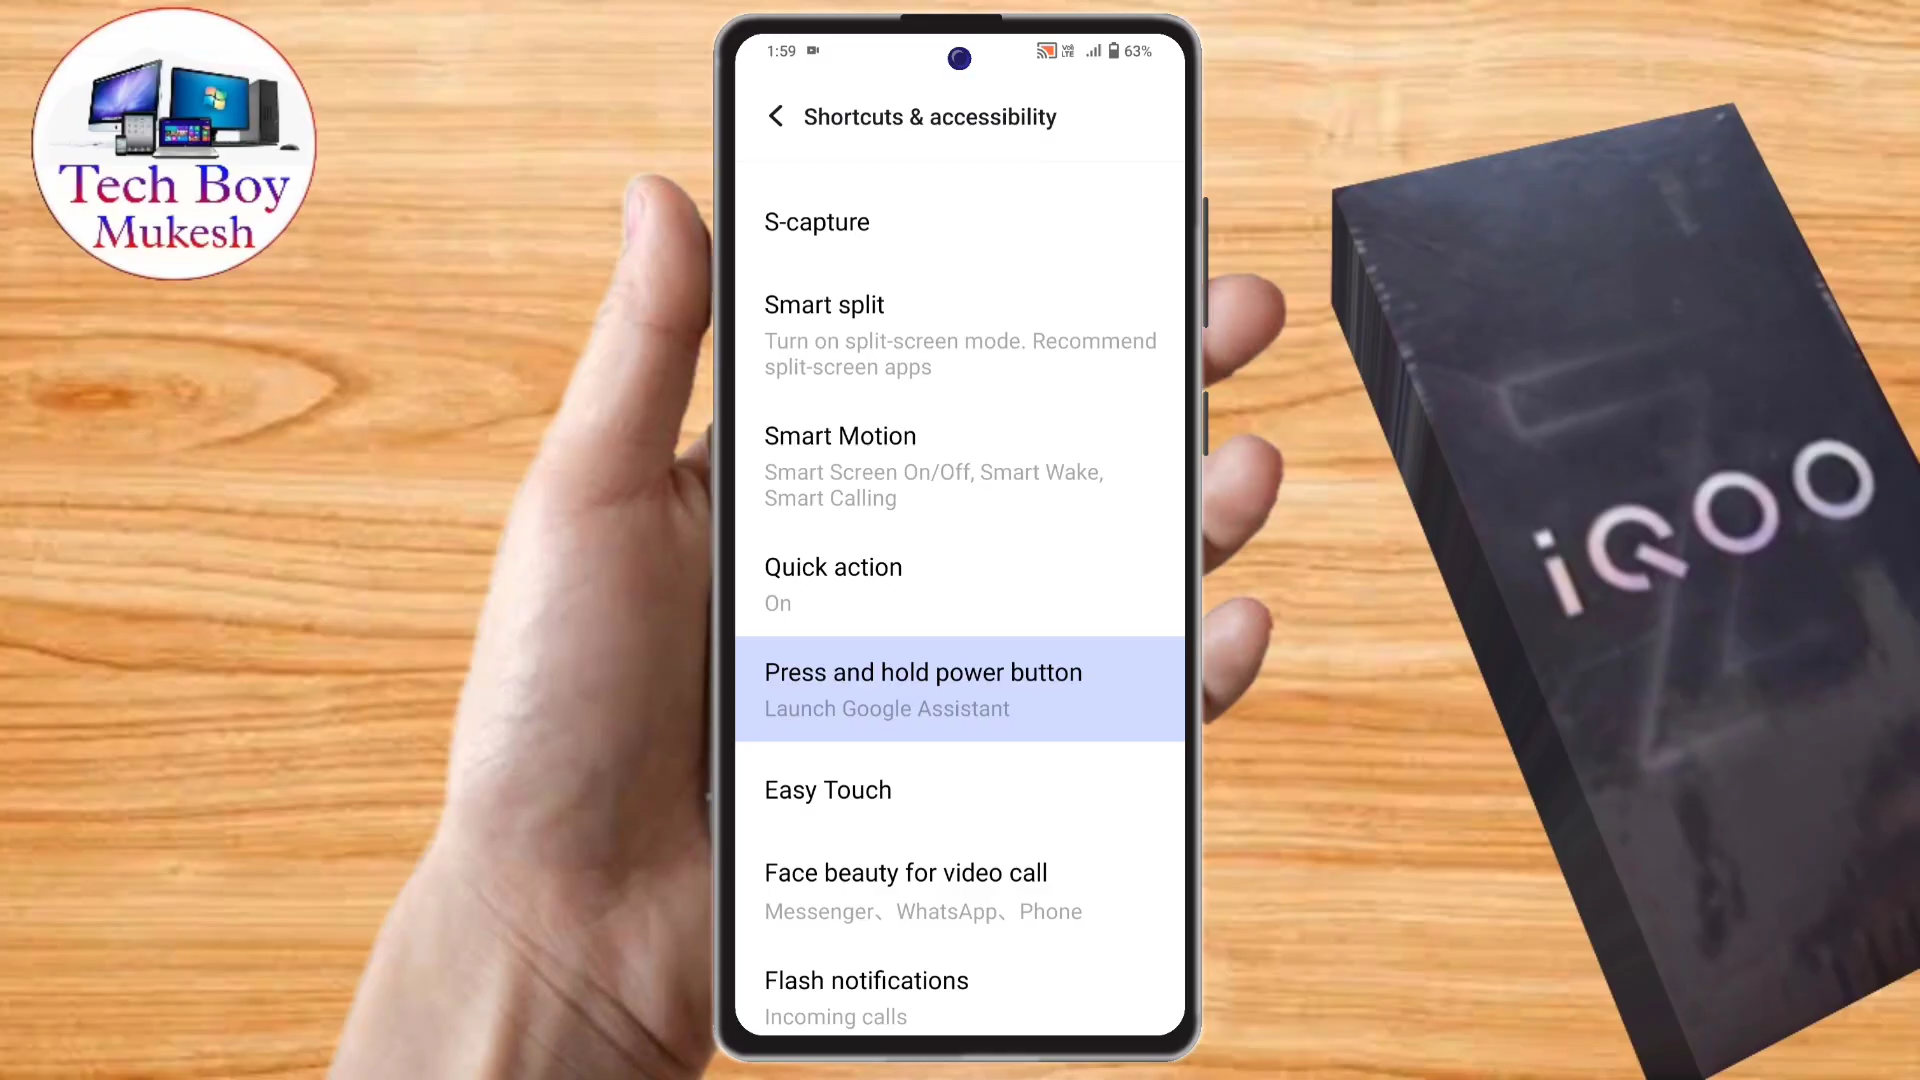 Tech Boy
Mukesh
1:59
Vo)
LTE
63%
Shortcuts & accessibility
S-capture
Smart split
Turn on split-screen mode. Recommend
split-screen apps
Smart Motion
Smart Screen On/Off, Smart Wake,
Smart Calling
Quick action
On
Press and hold power button
Launch Google Assistant
Easy Touch
Face beauty for video call
Messenger、WhatsApp、Phone
Flash notifications
Incoming calls
iQOO